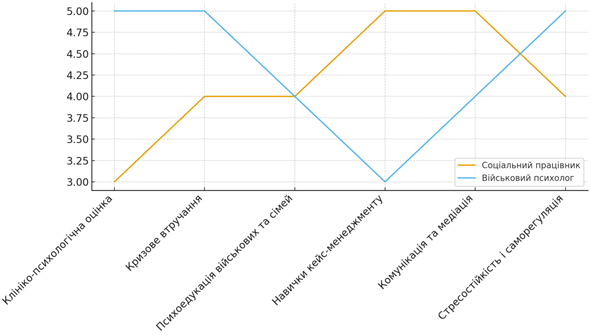 5.00
4.75
4.50
4.25
4.00
3.75
3.50
3.25
3.00
Соціальний працівник
Військовий психолог
Клініко-психологічна оцінка
Кризове втручання
Психоедукація військових та сімей
Навички кейс-менеджменту
Комунікація та медіація
Стресостійкість і саморегуляція